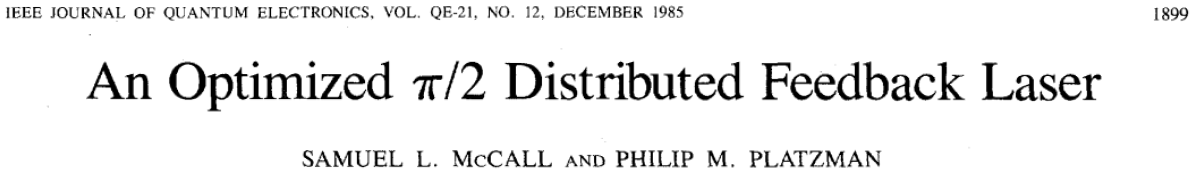 IEEE JOURNAL OF QUANTUM ELECTRONICS, VOL. QE-21, NO. 12, DECEMBER 1985 1899
An Optimized π/2 Distributed Feedback Laser
SAMUEL L. McCALL AND PHILIP M. PLATZMAN